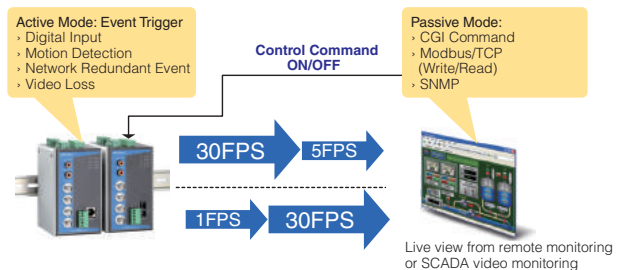 Active Mode: Event Trigger
› Digital Input
› Motion Detection
› Network Redundant Event
› Video Loss
Control Command
ON/OFF
Passive Mode:
› CGI Command
› Modbus/TCP
(Write/Read)
› SNMP
30FPS
5FPS
1FPS
30FPS
Live view from remote monitoring
or SCADA video monitoring